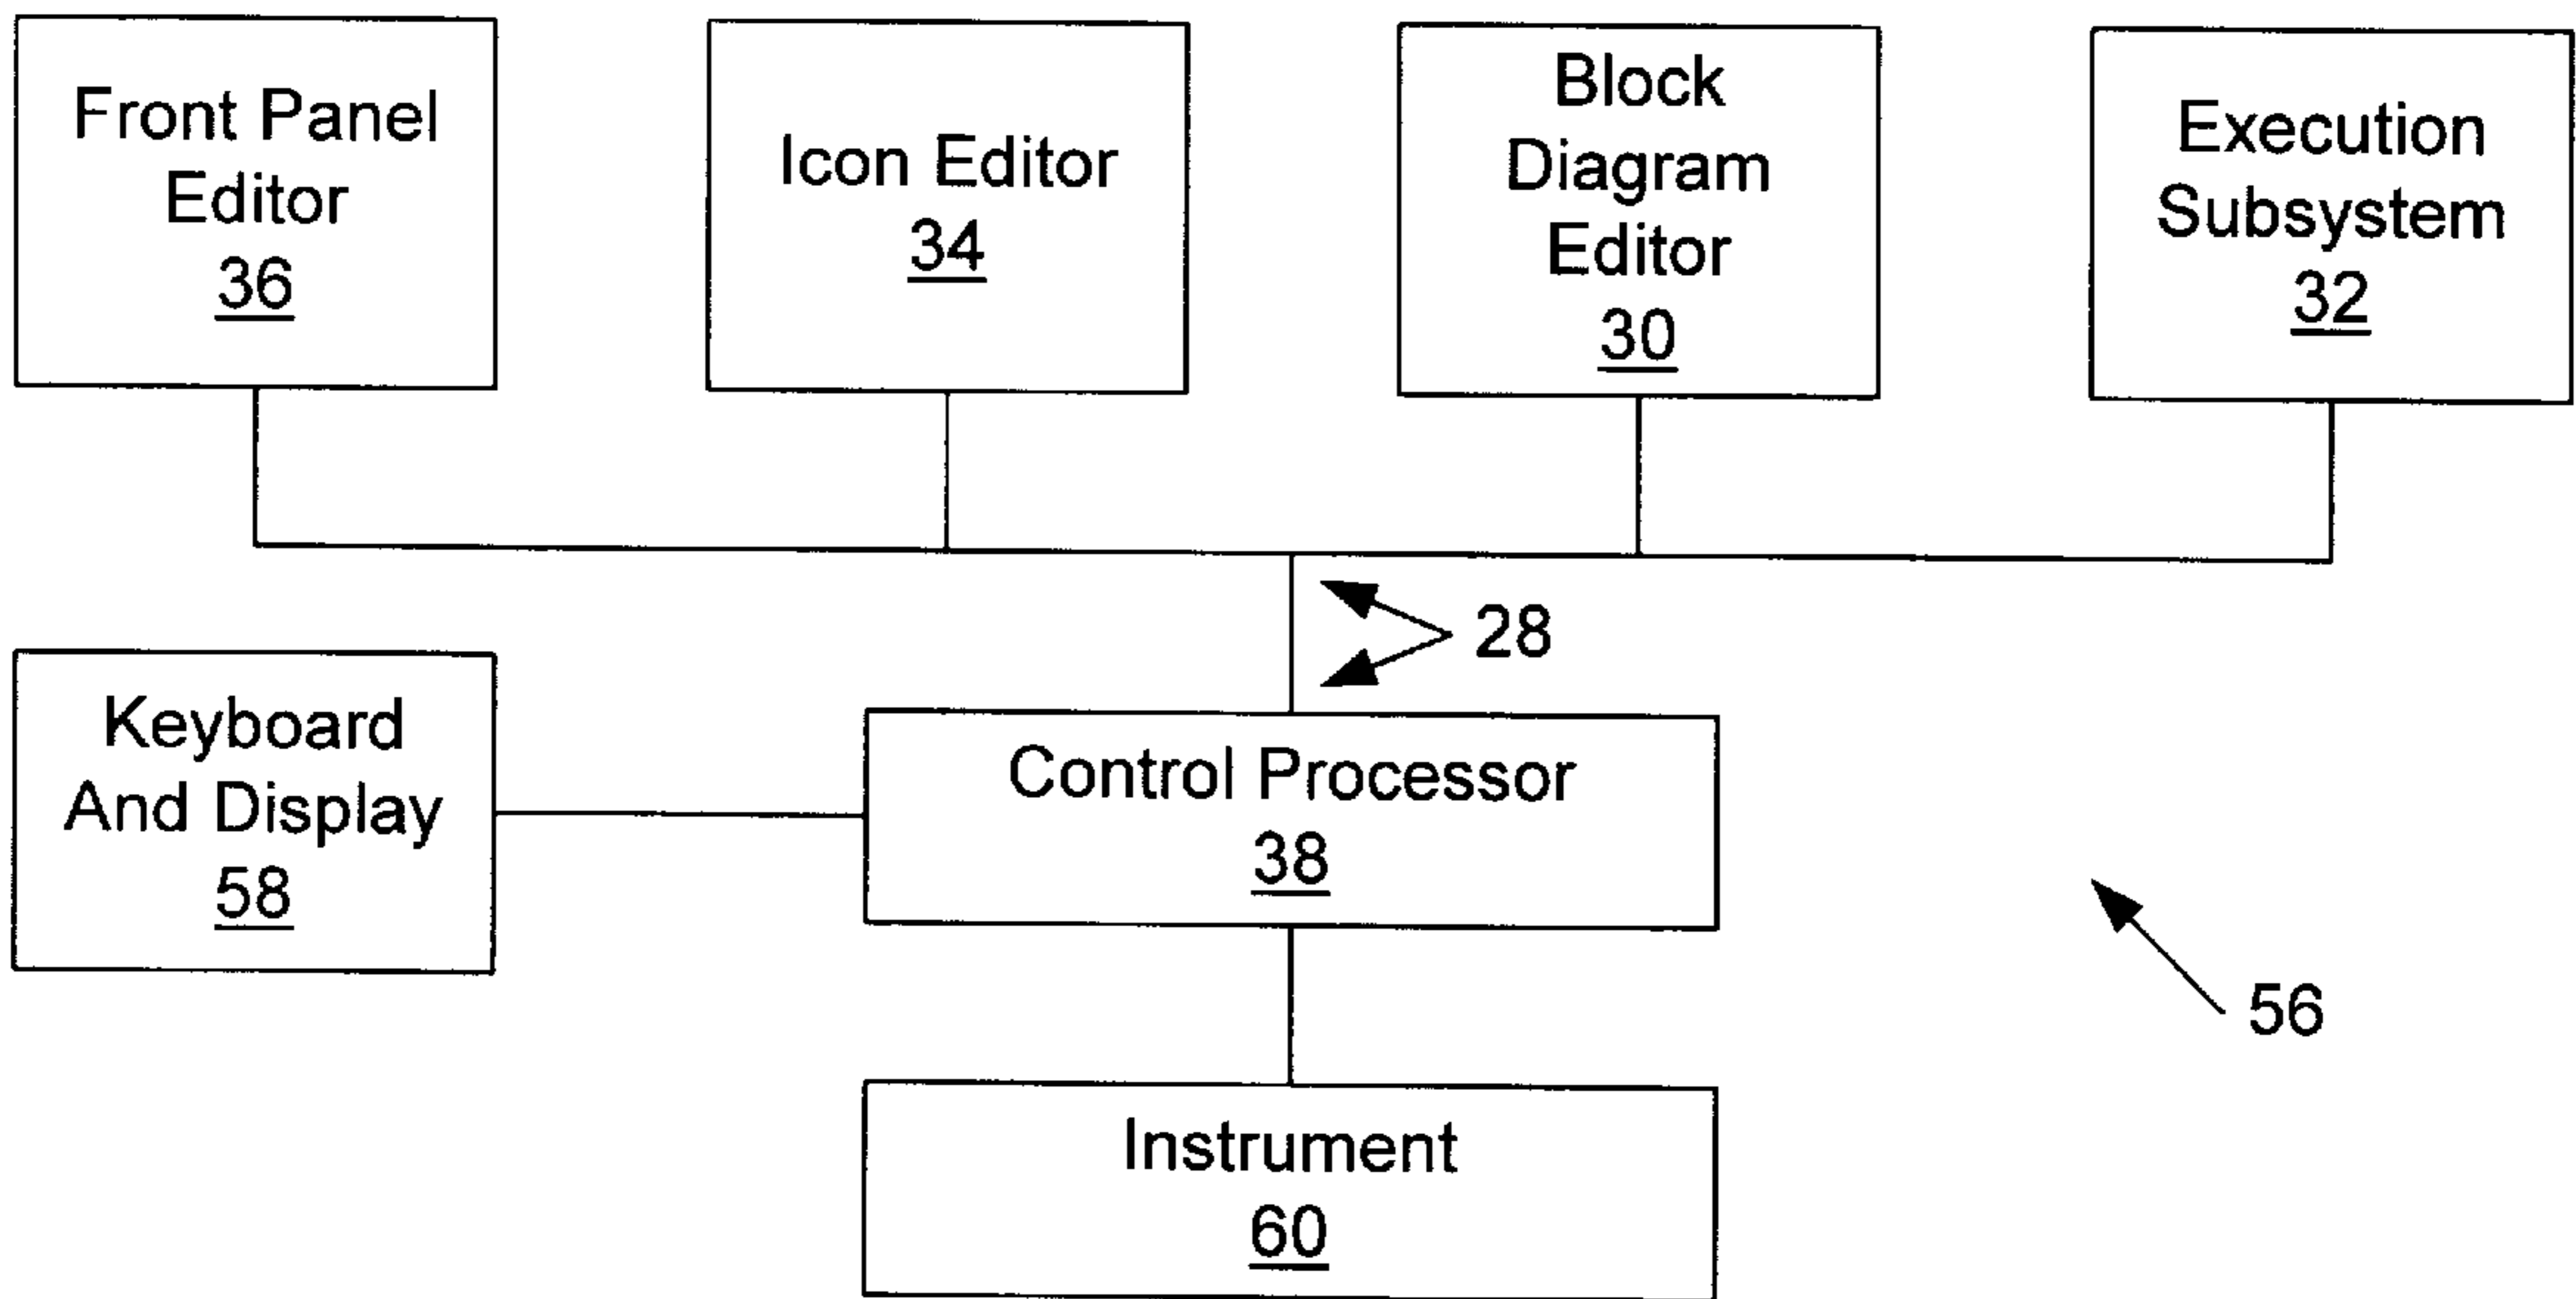 Front Panel
Editor
36
Icon Editor
34
Block
Diagram
Editor
30
Execution
Subsystem
32
28
Keyboard
And Display
58
Control Processor
38
56
Instrument
60